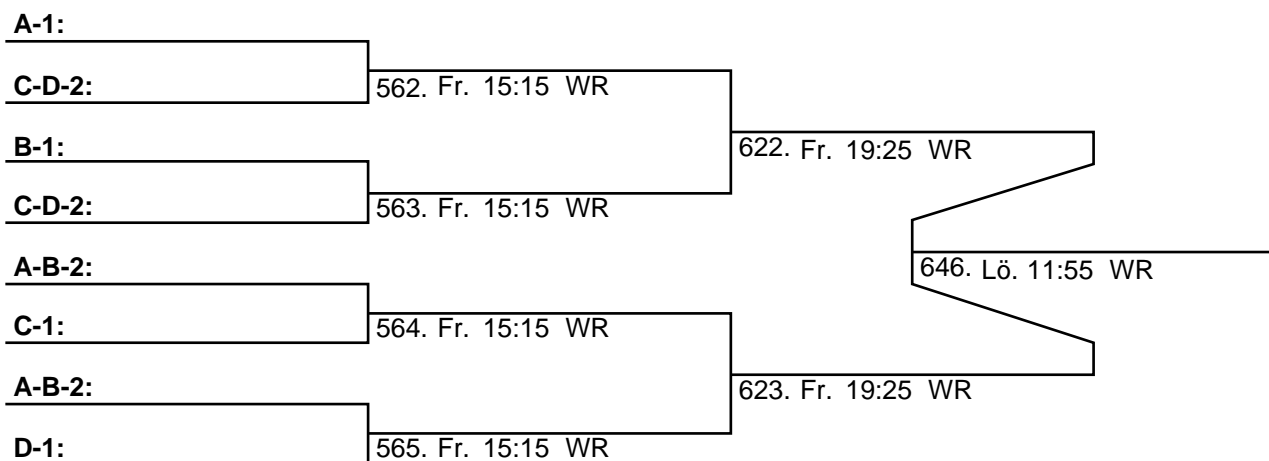 A-1:
C-D-2:
562. Fr. 15:15 WR
B-1:
622. Fr. 19:25 WR
C-D-2:
563. Fr. 15:15 WR
A-B-2:
646. Lö. 11:55 WR
C-1:
564. Fr. 15:15 WR
A-B-2:
623. Fr. 19:25 WR
D-1:
565. Fr. 15:15 WR